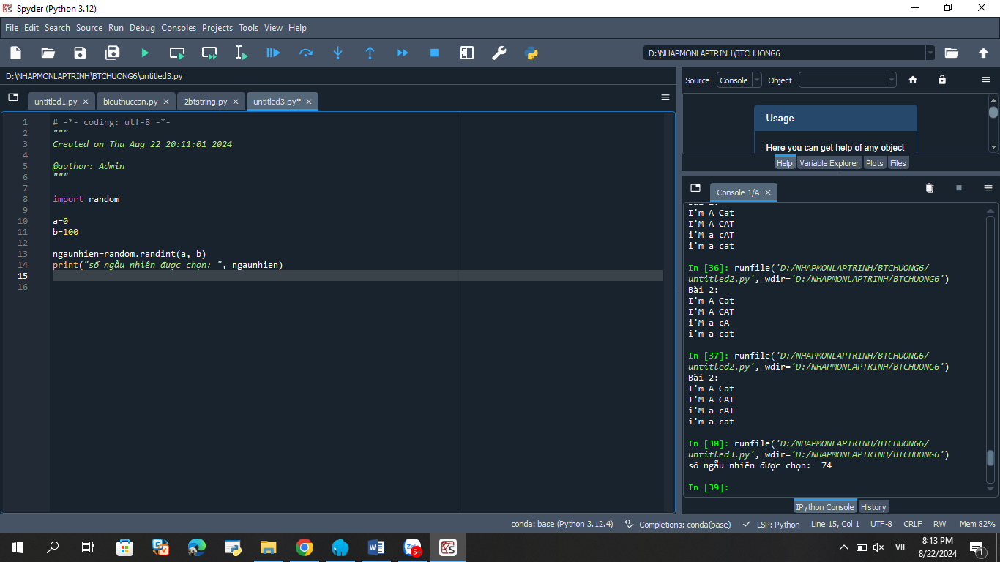 Spyder (Python 3.12)
File Edit Search Source Run Debug Consoles Projects Tools View Help
D:\NHAPMONLAPTRINH\BTCHUONG6
D:\NHAPMONLAPTRINH\BTCHUONG6\untitled3.py
untitled1.py bieuthuccan.py 2btstring.py untitled3.py*
1 # -*- coding: utf-8 -*-
2 """
3 Created on Thu Aug 22 20:11:01 2024
4
5 @author: Admin
6 """
7
8 import random
9
10 a=0
11 b=100
12
13 ngaunhien=random.randint(a, b)
14 print("số ngẫu nhiên được chọn: ", ngaunhien)
15
16
Source Console Object
Usage
Here you can get help of any object
Help Variable Explorer Plots Files
Console 1/A
I'm A Cat
I'M A CAT
i'M a cAT
i'm a cat
In [36]: runfile('D:/NHAPMONLAPTRINH/BTCHUONG6/
untitled2.py', wdir='D:/NHAPMONLAPTRINH/BTCHUONG6')
Bài 2:
I'm A Cat
I'M A CAT
i'M a cA
i'm a cat
In [37]: runfile('D:/NHAPMONLAPTRINH/BTCHUONG6/
untitled2.py', wdir='D:/NHAPMONLAPTRINH/BTCHUONG6')
Bài 2:
I'm A Cat
I'M A CAT
i'M a cAT
i'm a cat
In [38]: runfile('D:/NHAPMONLAPTRINH/BTCHUONG6/
untitled3.py', wdir='D:/NHAPMONLAPTRINH/BTCHUONG6')
số ngẫu nhiên được chọn:  74
In [39]:
IPython Console History
conda: base (Python 3.12.4) Completions: conda(base) LSP: Python Line 15, Col 1 UTF-8 CRLF RW Mem 82%
W Zalo 5+ VIE 8:13 PM
8/22/2024 1